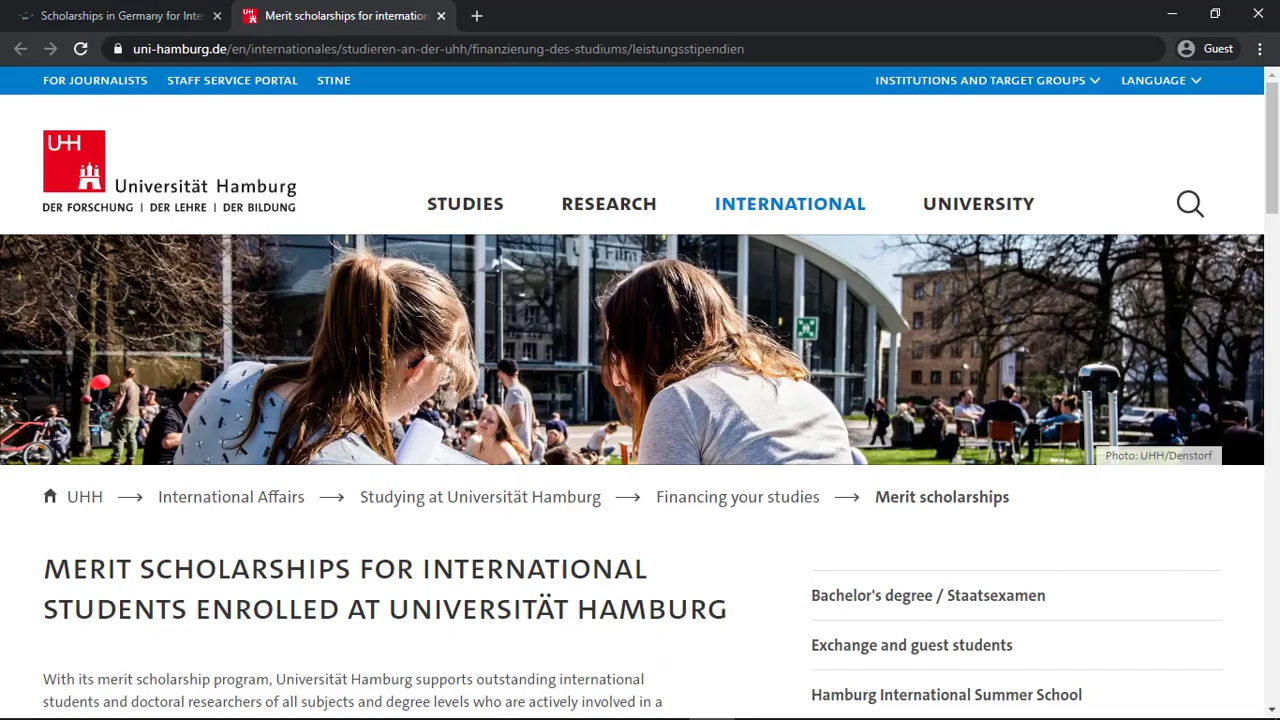 Scholarships in Germany for Inte
Merit scholarships for internation
uni-hamburg.de/en/internationales/studieren-an-der-uhh/finanzierung-des-studiums/leistungsstipendien
Guest
FOR JOURNALISTS STAFF SERVICE PORTAL STINE
INSTITUTIONS AND TARGET GROUPS LANGUAGE
UHH
Universität Hamburg
DER FORSCHUNG | DER LEHRE | DER BILDUNG
STUDIES RESEARCH INTERNATIONAL UNIVERSITY
Photo: UHH/Denstorf
UHH → International Affairs → Studying at Universität Hamburg → Financing your studies → Merit scholarships
MERIT SCHOLARSHIPS FOR INTERNATIONAL
STUDENTS ENROLLED AT UNIVERSITÄT HAMBURG
With its merit scholarship program, Universität Hamburg supports outstanding international
students and doctoral researchers of all subjects and degree levels who are actively involved in a
Bachelor's degree / Staatsexamen
Exchange and guest students
Hamburg International Summer School